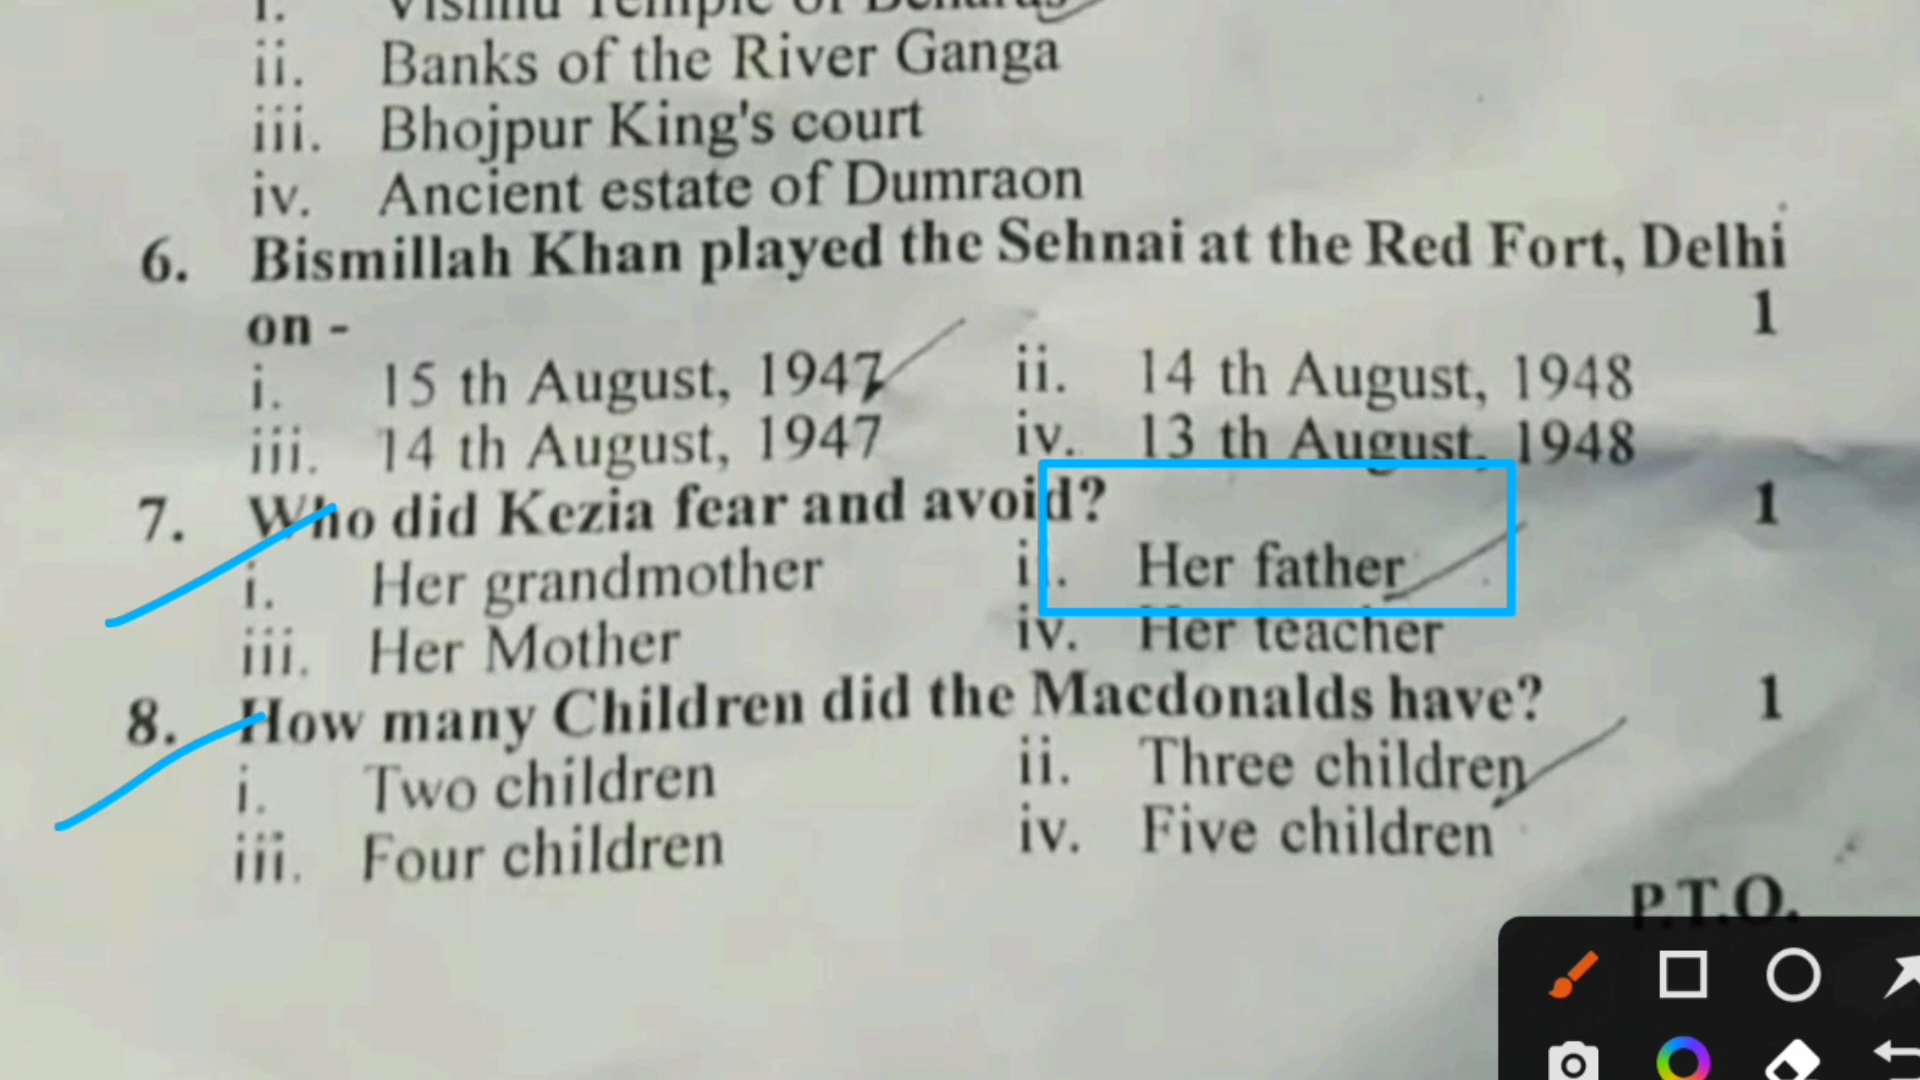 i. Vishnu Temple of Benaras
ii. Banks of the River Ganga
iii. Bhojpur King's court
iv. Ancient estate of Dumraon
6. Bismillah Khan played the Sehnai at the Red Fort, Delhi
on - 1
i. 15 th August, 1947 ii. 14 th August, 1948
iii. 14 th August, 1947 iv. 13 th August, 1948
7. Who did Kezia fear and avoid? 1
i. Her grandmother ii. Her father
iii. Her Mother iv. Her teacher
8. How many Children did the Macdonalds have? 1
i. Two children ii. Three children
iii. Four children iv. Five children
P.T.O.